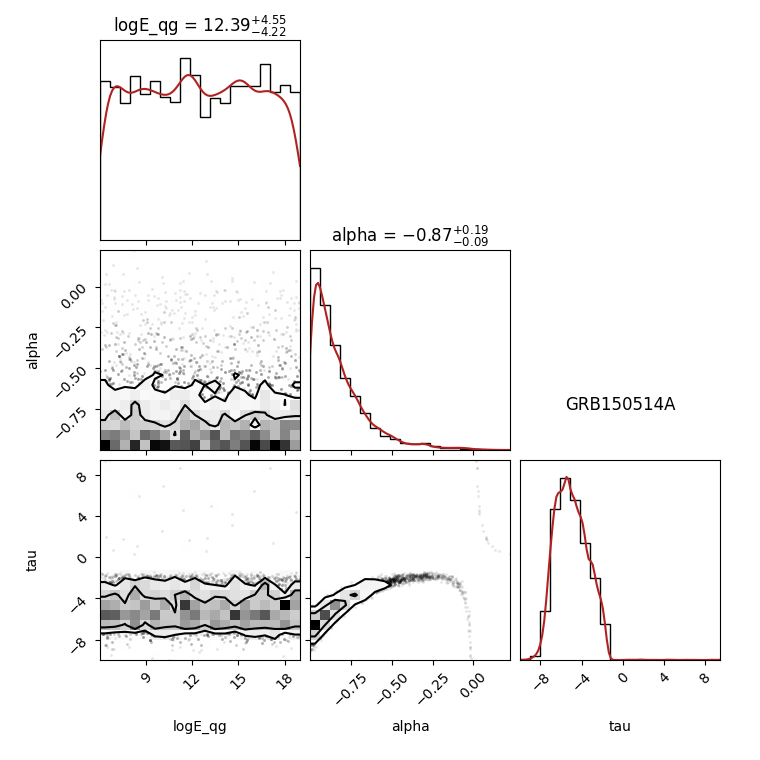 logE_qg = 12.39+4.55−4.22
alpha = −0.87+0.19−0.09
GRB150514A
alpha
0.00
−0.25
−0.50
−0.75
tau
8
4
0
−4
−8
9 12 15 18
−0.75 −0.50 −0.25 0.00
−8 −4 0 4 8
logE_qg alpha tau